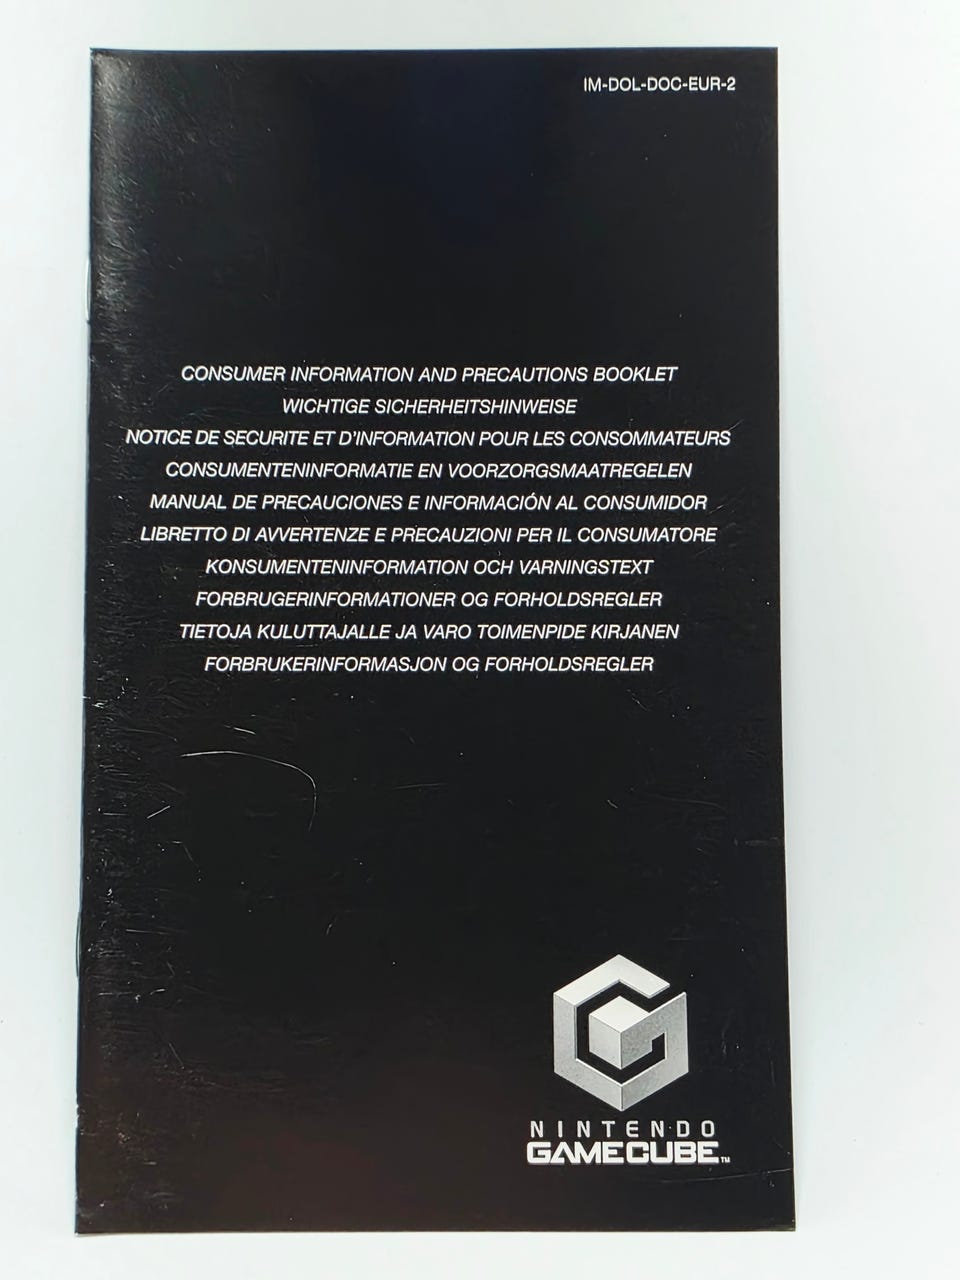 IM-DOL-DOC-EUR-2
CONSUMER INFORMATION AND PRECAUTIONS BOOKLET
WICHTIGE SICHERHEITSHINWEISE
NOTICE DE SECURITE ET D'INFORMATION POUR LES CONSOMMATEURS
CONSUMENTENINFORMATIE EN VOORZORGSMAATREGELEN
MANUAL DE PRECAUCIONES E INFORMACIÓN AL CONSUMIDOR
LIBRETTO DI AVVERTENZE E PRECAUZIONI PER IL CONSUMATORE
KONSUMENTENINFORMATION OCH VARNINGSTEXT
FORBRUGERINFORMATIONER OG FORHOLDSREGLER
TIETOJA KULUTTAJALLE JA VARO TOIMENPIDE KIRJANEN
FORBRUKERINFORMASJON OG FORHOLDSREGLER
NINTENDO
GAMECUBE™